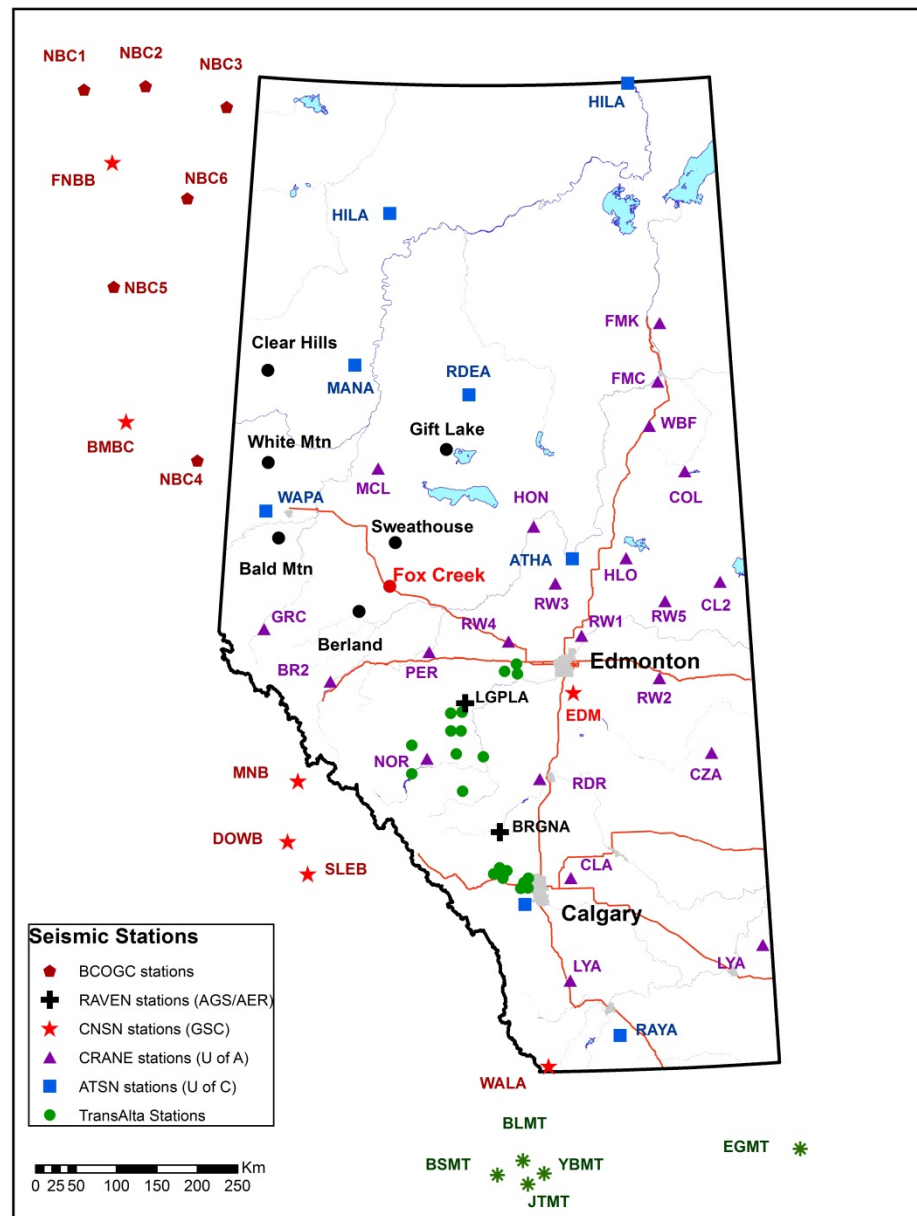 NBC1
NBC2
NBC3
HILA
FNBB
NBC6
HILA
NBC5
FMK
Clear Hills
MANA
RDEA
FMC
WBF
BMBC
White Mtn
Gift Lake
NBC4
MCL
COL
WAPA
HON
Sweathouse
ATHA
Bald Mtn
Fox Creek
HLO
RW3
CL2
GRC
Berland
RW4
RW1
RW5
BR2
PER
Edmonton
RW2
LGPLA
EDM
MNB
NOR
RDR
CZA
DOWB
BRGNA
SLEB
CLA
Calgary
LYA
LYA
RAYA
WALA
Seismic Stations
BCOGC stations
RAVEN stations (AGS/AER)
CNSN stations (GSC)
CRANE stations (U of A)
ATSN stations (U of C)
TransAlta Stations
BLMT
BSMT
YBMT
JTMT
EGMT
Km
0 25 50 100 150 200 250